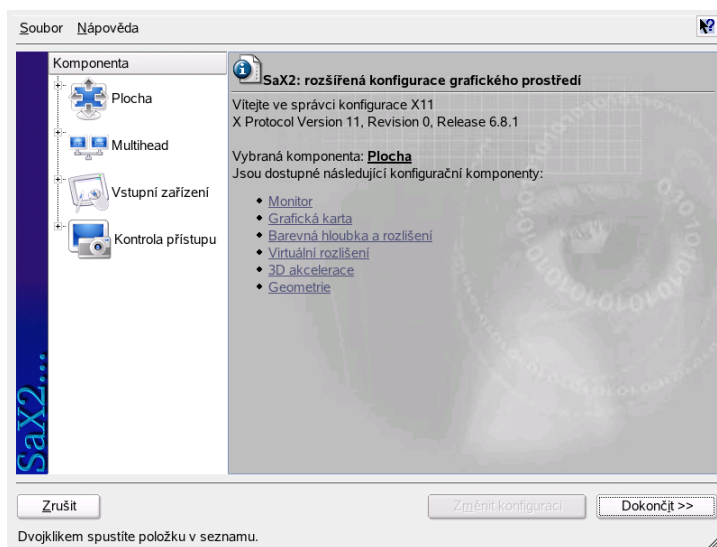 Soubor Nápověda
Komponenta
Plocha
Multihead
Vstupní zařízení
Kontrola přístupu
SaX2...
SaX2: rozšířená konfigurace grafického prostředí
Vítejte ve správci konfigurace X11
X Protocol Version 11, Revision 0, Release 6.8.1
Vybraná komponenta: Plocha
Jsou dostupné následující konfigurační komponenty:
Monitor
Grafická karta
Barevná hloubka a rozlišení
Virtuální rozlišení
3D akcelerace
Geometrie
Zrušit
Změnit konfiguraci
Dokončit >>
Dvojklikem spustíte položku v seznamu.